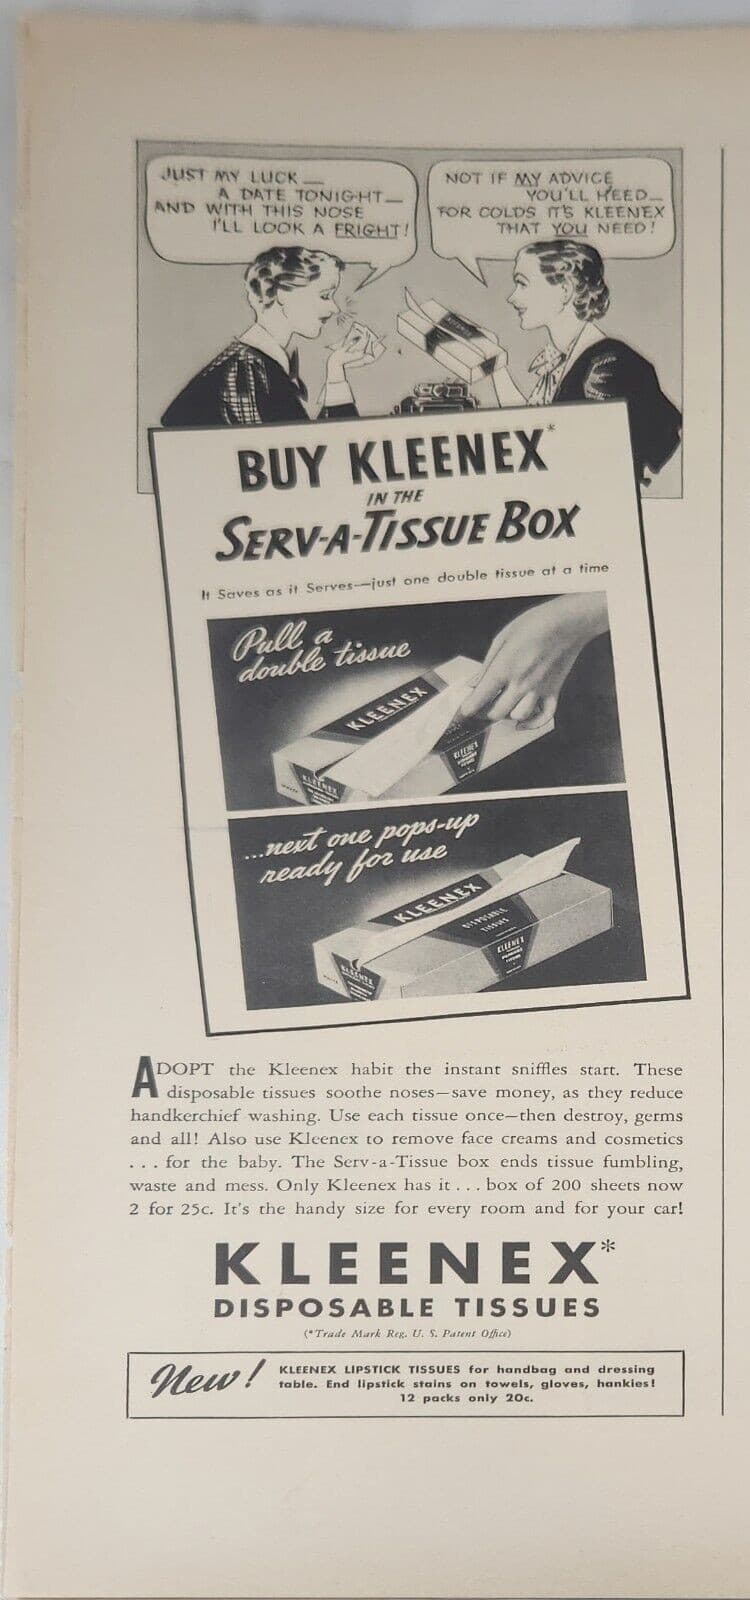 JUST MY LUCK—
A DATE TONIGHT—
AND WITH THIS NOSE
I'LL LOOK A FRIGHT!
NOT IF MY ADVICE
YOU'LL HEED—
FOR COLDS IT'S KLEENEX
THAT YOU NEED!
KLEENEX
BUY KLEENEX*
IN THE
SERV-A-TISSUE BOX
It Saves as it Serves—just one double tissue at a time
Pull a
double tissue
KLEENEX
KLEENEX
KLEENEX
...next one pops-up
ready for use
KLEENEX
DISPOSABLE
TISSUES
KLEENEX
KLEENEX
ADOPT the Kleenex habit the instant sniffles start. These
disposable tissues soothe noses—save money, as they reduce
handkerchief washing. Use each tissue once—then destroy, germs
and all! Also use Kleenex to remove face creams and cosmetics
. . . for the baby. The Serv-a-Tissue box ends tissue fumbling,
waste and mess. Only Kleenex has it . . . box of 200 sheets now
2 for 25c. It's the handy size for every room and for your car!
KLEENEX*
DISPOSABLE TISSUES
(*Trade Mark Reg. U. S. Patent Office)
New!
KLEENEX LIPSTICK TISSUES for handbag and dressing
table. End lipstick stains on towels, gloves, hankies!
12 packs only 20c.